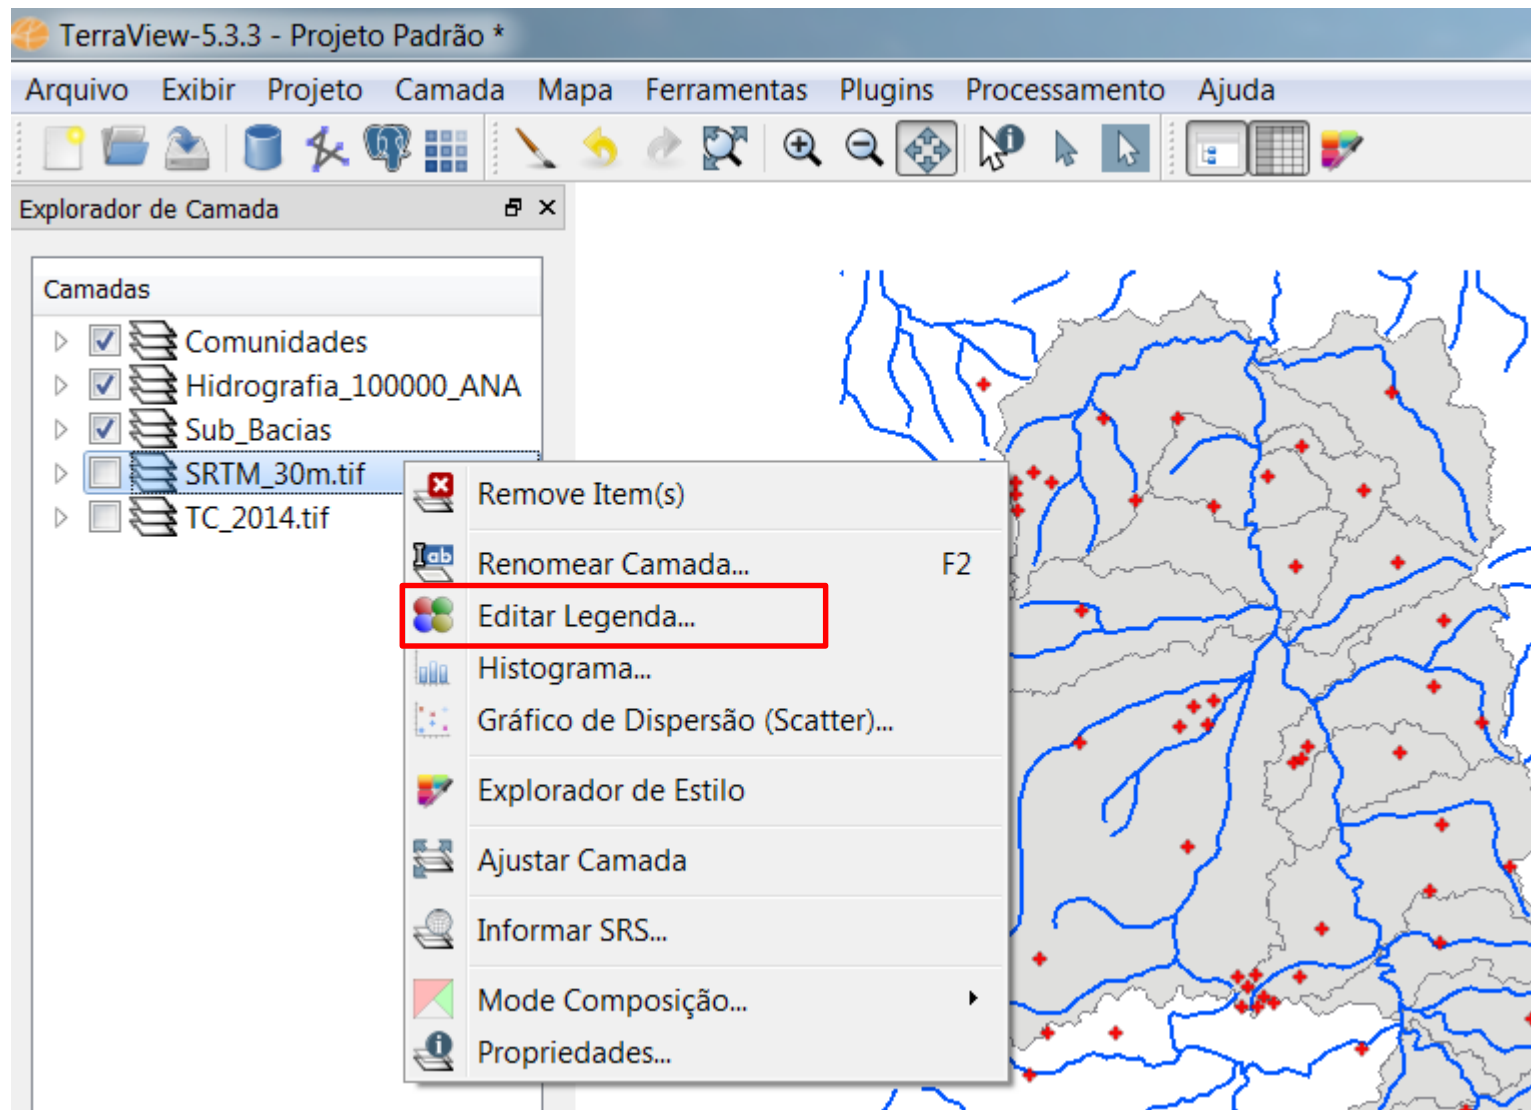 TerraView-5.3.3 - Projeto Padrão *
Arquivo Exibir Projeto Camada Mapa Ferramentas Plugins Processamento Ajuda
Explorador de Camada
Camadas
Comunidades
Hidrografia_100000_ANA
Sub_Bacias
SRTM_30m.tif
TC_2014.tif
Remove Item(s)
Renomear Camada... F2
Editar Legenda...
Histograma...
Gráfico de Dispersão (Scatter)...
Explorador de Estilo
Ajustar Camada
Informar SRS...
Mode Composição...
Propriedades...